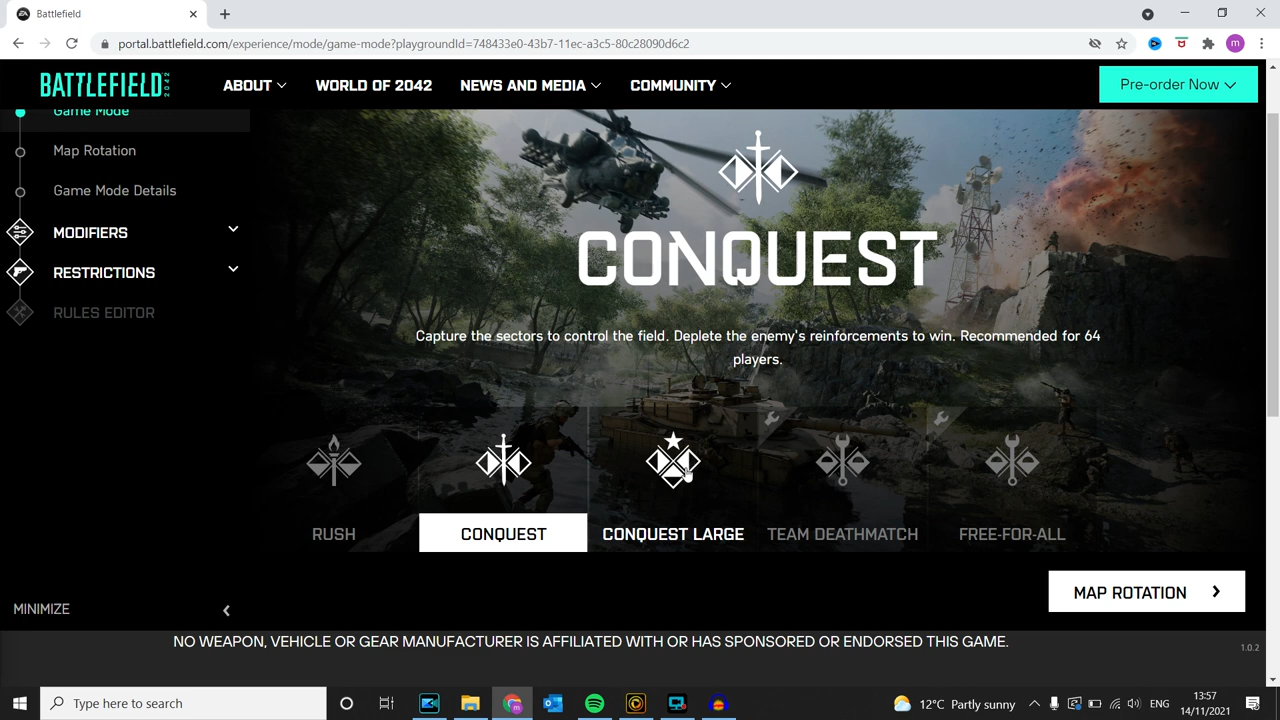 Battlefield
portal.battlefield.com/experience/mode/game-mode?playgroundId=748433e0-43b7-11ec-a3c5-80c28090d6c2
m
BATTLEFIELD 2042
ABOUT
WORLD OF 2042
NEWS AND MEDIA
COMMUNITY
Pre-order Now
Game Mode
Map Rotation
Game Mode Details
MODIFIERS
RESTRICTIONS
RULES EDITOR
CONQUEST
Capture the sectors to control the field. Deplete the enemy's reinforcements to win. Recommended for 64
players.
RUSH
CONQUEST
CONQUEST LARGE
TEAM DEATHMATCH
FREE-FOR-ALL
MAP ROTATION
MINIMIZE
NO WEAPON, VEHICLE OR GEAR MANUFACTURER IS AFFILIATED WITH OR HAS SPONSORED OR ENDORSED THIS GAME.
1.0.2
Type here to search
12°C Partly sunny
ENG
13:57
14/11/2021